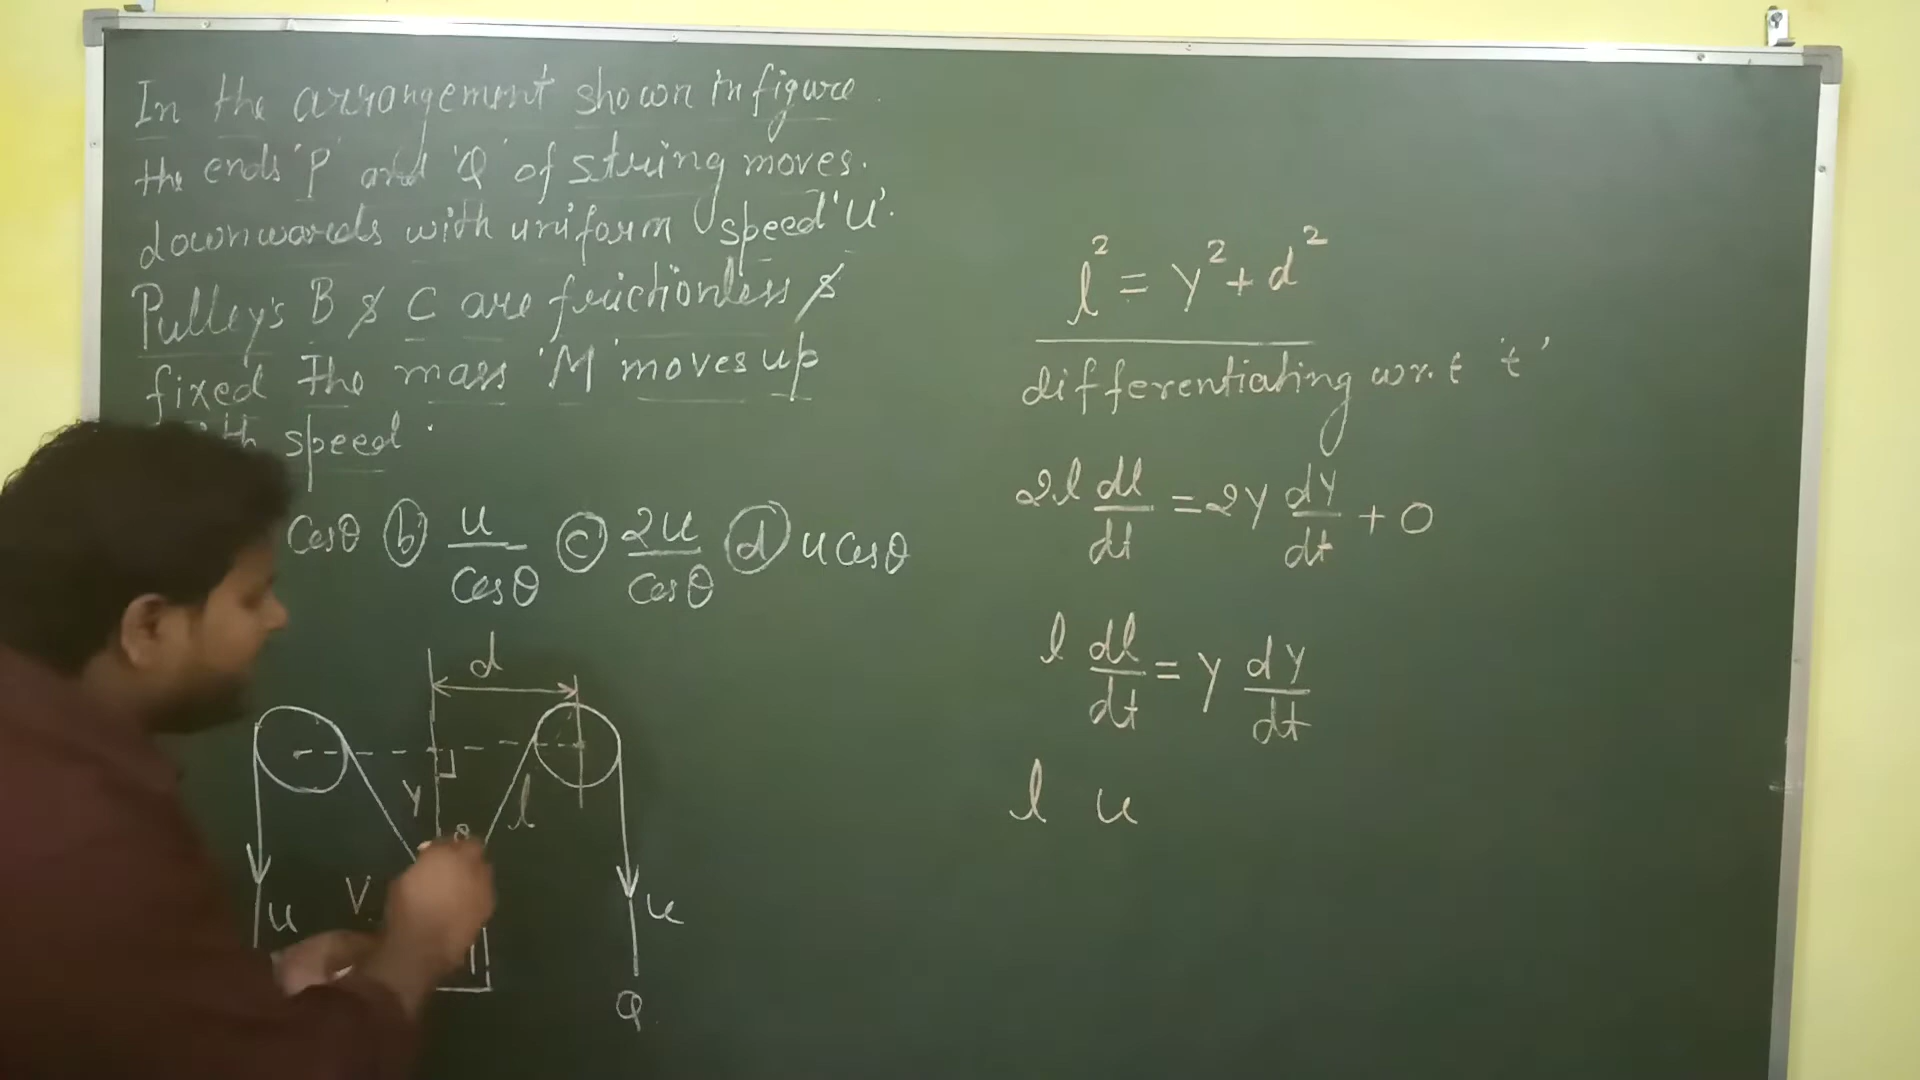 In the arrangement shown in figure.
the ends 'P' and 'Q' of string moves.
downwards with uniform speed 'U'.
Pulley's B & C are frictionless &
fixed The mass 'M' moves up
speed
Cosθ (b) u/Cosθ (c) 2u/Cosθ (d) u Cosθ
d
y
l
V
u
u
Q
l² = y² + d²
differentiating w.r.t 't'
2l dl/dt = 2y dy/dt + 0
l dl/dt = y dy/dt
l u